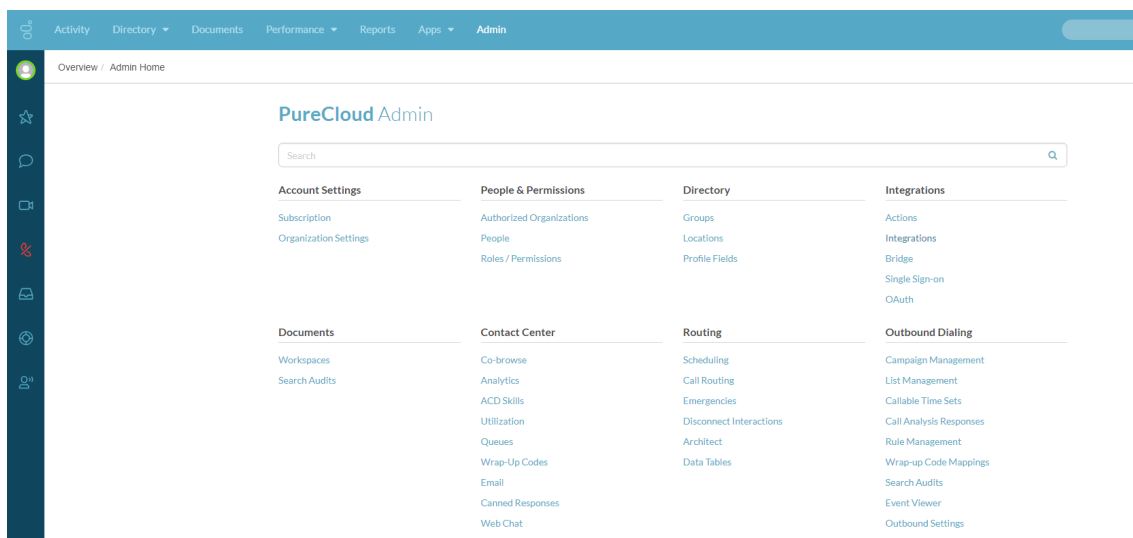 Activity Directory Documents Performance Reports Apps Admin
Overview / Admin Home
PureCloud Admin
Search
Account Settings
Subscription
Organization Settings
People & Permissions
Authorized Organizations
People
Roles / Permissions
Directory
Groups
Locations
Profile Fields
Integrations
Actions
Integrations
Bridge
Single Sign-on
OAuth
Documents
Workspaces
Search Audits
Contact Center
Co-browse
Analytics
ACD Skills
Utilization
Queues
Wrap-Up Codes
Email
Canned Responses
Web Chat
Routing
Scheduling
Call Routing
Emergencies
Disconnect Interactions
Architect
Data Tables
Outbound Dialing
Campaign Management
List Management
Callable Time Sets
Call Analysis Responses
Rule Management
Wrap-up Code Mappings
Search Audits
Event Viewer
Outbound Settings